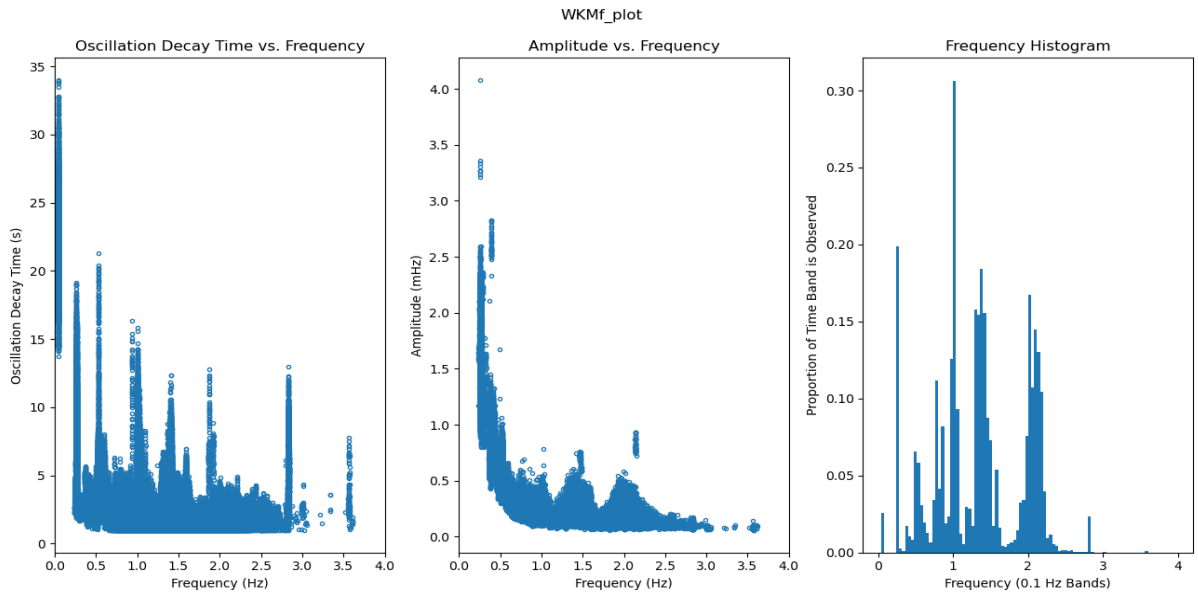 WKMf_plot
Oscillation Decay Time vs. Frequency
Oscillation Decay Time (s)
35
30
25
20
15
10
5
0
0.0 0.5 1.0 1.5 2.0 2.5 3.0 3.5 4.0
Frequency (Hz)
Amplitude vs. Frequency
Amplitude (mHz)
4.0
3.5
3.0
2.5
2.0
1.5
1.0
0.5
0.0
0.0 0.5 1.0 1.5 2.0 2.5 3.0 3.5 4.0
Frequency (Hz)
Frequency Histogram
Proportion of Time Band is Observed
0.30
0.25
0.20
0.15
0.10
0.05
0.00
0 1 2 3 4
Frequency (0.1 Hz Bands)